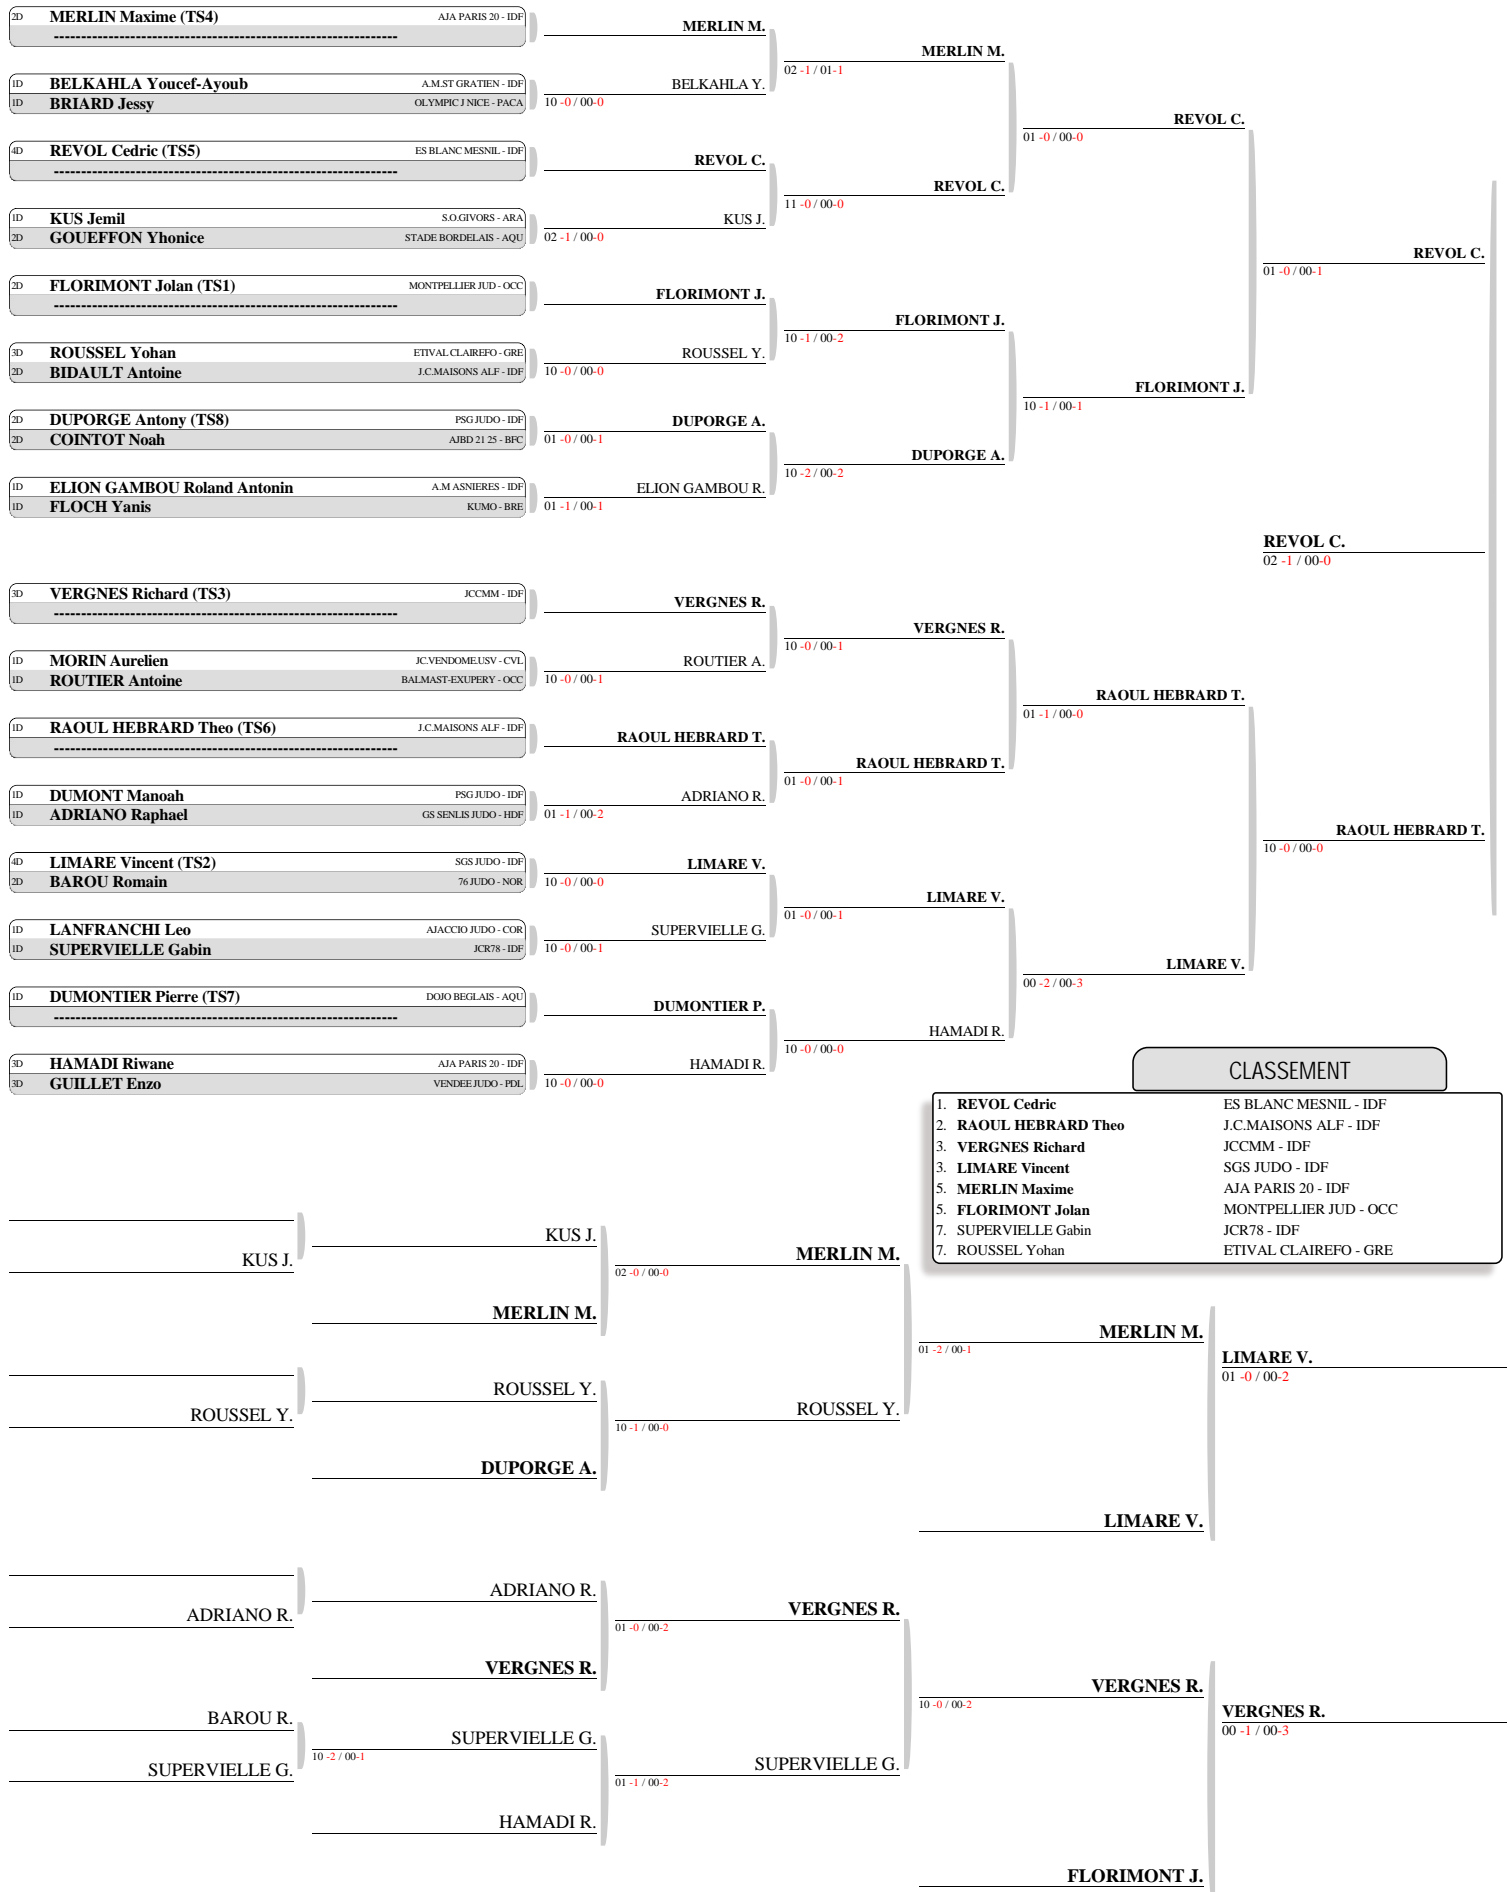 2D MERLIN Maxime (TS4) AJA PARIS 20 - IDF
-----------------------------------------------------------------
1D BELKAHLA Youcef-Ayoub A.M.ST GRATIEN - IDF
1D BRIARD Jessy OLYMPIC J NICE - PACA
4D REVOL Cedric (TS5) ES BLANC MESNIL - IDF
-----------------------------------------------------------------
1D KUS Jemil S.O.GIVORS - ARA
2D GOUEFFON Yhonice STADE BORDELAIS - AQU
2D FLORIMONT Jolan (TS1) MONTPELLIER JUD - OCC
-----------------------------------------------------------------
3D ROUSSEL Yohan ETIVAL CLAIREFO - GRE
2D BIDAULT Antoine J.C.MAISONS ALF - IDF
2D DUPORGE Antony (TS8) PSG JUDO - IDF
2D COINTOT Noah AJBD 21 25 - BFC
1D ELION GAMBOU Roland Antonin A.M ASNIERES - IDF
1D FLOCH Yanis KUMO - BRE
3D VERGNES Richard (TS3) JCCMM - IDF
-----------------------------------------------------------------
1D MORIN Aurelien JC.VENDOME.USV - CVL
1D ROUTIER Antoine BALMAST-EXUPERY - OCC
1D RAOUL HEBRARD Theo (TS6) J.C.MAISONS ALF - IDF
-----------------------------------------------------------------
1D DUMONT Manoah PSG JUDO - IDF
1D ADRIANO Raphael GS SENLIS JUDO - HDF
4D LIMARE Vincent (TS2) SGS JUDO - IDF
2D BAROU Romain 76 JUDO - NOR
1D LANFRANCHI Leo AJACCIO JUDO - COR
1D SUPERVIELLE Gabin JCR78 - IDF
1D DUMONTIER Pierre (TS7) DOJO BEGLAIS - AQU
-----------------------------------------------------------------
3D HAMADI Riwane AJA PARIS 20 - IDF
3D GUILLET Enzo VENDEE JUDO - PDL
MERLIN M.
BELKAHLA Y.
10 -0 / 00-0
REVOL C.
KUS J.
02 -1 / 00-0
FLORIMONT J.
ROUSSEL Y.
10 -0 / 00-0
DUPORGE A.
01 -0 / 00-1
ELION GAMBOU R.
01 -1 / 00-1
VERGNES R.
ROUTIER A.
10 -0 / 00-1
RAOUL HEBRARD T.
ADRIANO R.
01 -1 / 00-2
LIMARE V.
10 -0 / 00-0
SUPERVIELLE G.
10 -0 / 00-1
DUMONTIER P.
HAMADI R.
10 -0 / 00-0
MERLIN M.
02 -1 / 01-1
REVOL C.
11 -0 / 00-0
FLORIMONT J.
10 -1 / 00-2
DUPORGE A.
10 -2 / 00-2
VERGNES R.
10 -0 / 00-1
RAOUL HEBRARD T.
01 -0 / 00-1
LIMARE V.
01 -0 / 00-1
HAMADI R.
10 -0 / 00-0
REVOL C.
01 -0 / 00-0
FLORIMONT J.
10 -1 / 00-1
RAOUL HEBRARD T.
01 -1 / 00-0
LIMARE V.
00 -2 / 00-3
REVOL C.
01 -0 / 00-1
RAOUL HEBRARD T.
10 -0 / 00-0
REVOL C.
02 -1 / 00-0
CLASSEMENT
1. REVOL Cedric ES BLANC MESNIL - IDF
2. RAOUL HEBRARD Theo J.C.MAISONS ALF - IDF
3. VERGNES Richard JCCMM - IDF
3. LIMARE Vincent SGS JUDO - IDF
5. MERLIN Maxime AJA PARIS 20 - IDF
5. FLORIMONT Jolan MONTPELLIER JUD - OCC
7. SUPERVIELLE Gabin JCR78 - IDF
7. ROUSSEL Yohan ETIVAL CLAIREFO - GRE
KUS J.
ROUSSEL Y.
ADRIANO R.
BAROU R.
SUPERVIELLE G.
KUS J.
MERLIN M.
ROUSSEL Y.
DUPORGE A.
ADRIANO R.
VERGNES R.
SUPERVIELLE G.
10 -2 / 00-1
HAMADI R.
MERLIN M.
02 -0 / 00-0
ROUSSEL Y.
10 -1 / 00-0
VERGNES R.
01 -0 / 00-2
SUPERVIELLE G.
01 -1 / 00-2
MERLIN M.
01 -2 / 00-1
LIMARE V.
VERGNES R.
10 -0 / 00-2
FLORIMONT J.
LIMARE V.
01 -0 / 00-2
VERGNES R.
00 -1 / 00-3